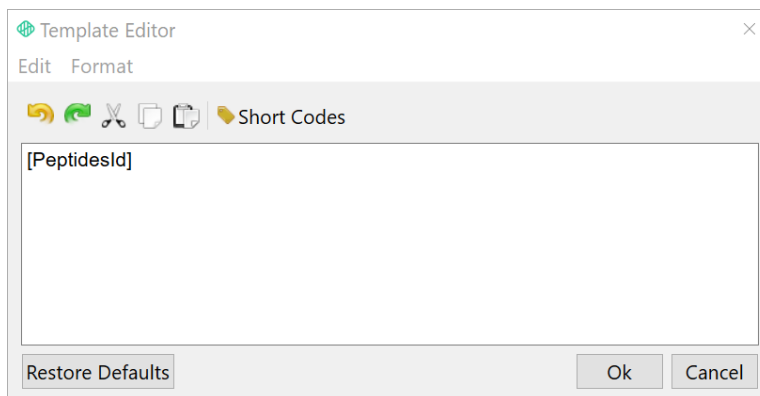 Template Editor
Edit Format
Short Codes
[PeptidesId]
Restore Defaults Ok Cancel